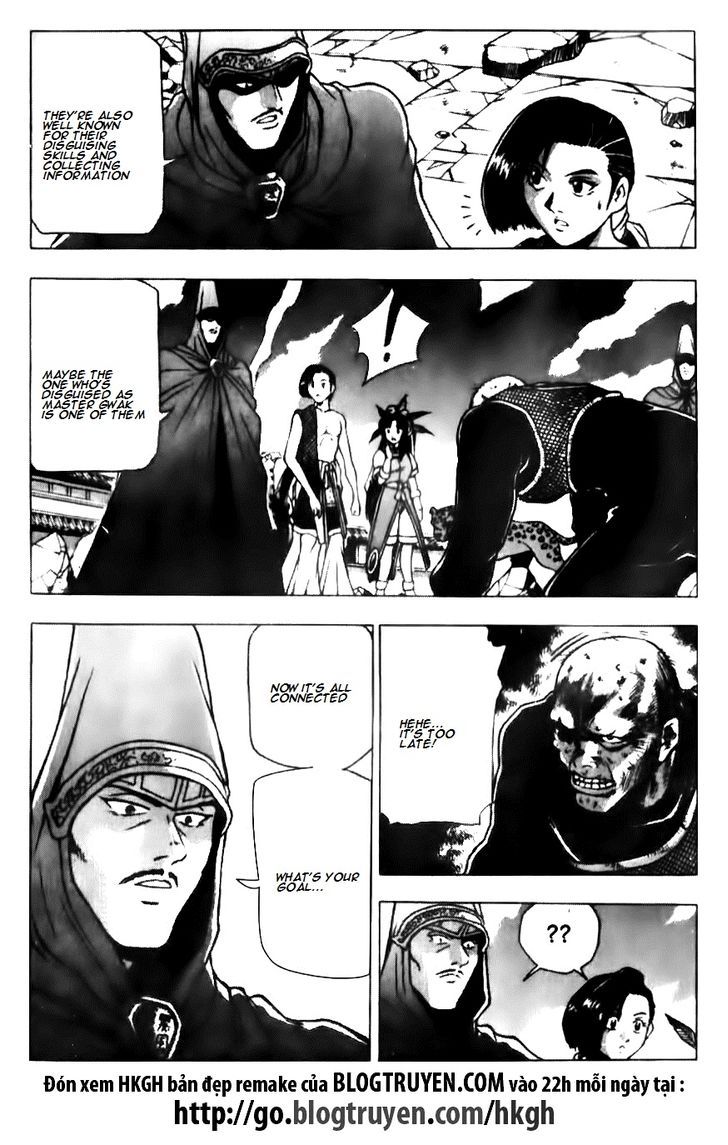 THEY'RE ALSO
WELL KNOWN
FOR THEIR
DISGUISING
SKILLS AND
COLLECTING
INFORMATION
MAYBE THE
ONE WHO'S
DISGUISED AS
MASTER GWAK
IS ONE OF THEM
!
NOW IT'S ALL
CONNECTED
WHAT'S YOUR
GOAL...
HEHE...
IT'S TOO
LATE!
??
Đón xem HKGH bản đẹp remake của BLOGTRUYEN.COM vào 22h mỗi ngày tại :
http://go.blogtruyen.com/hkgh